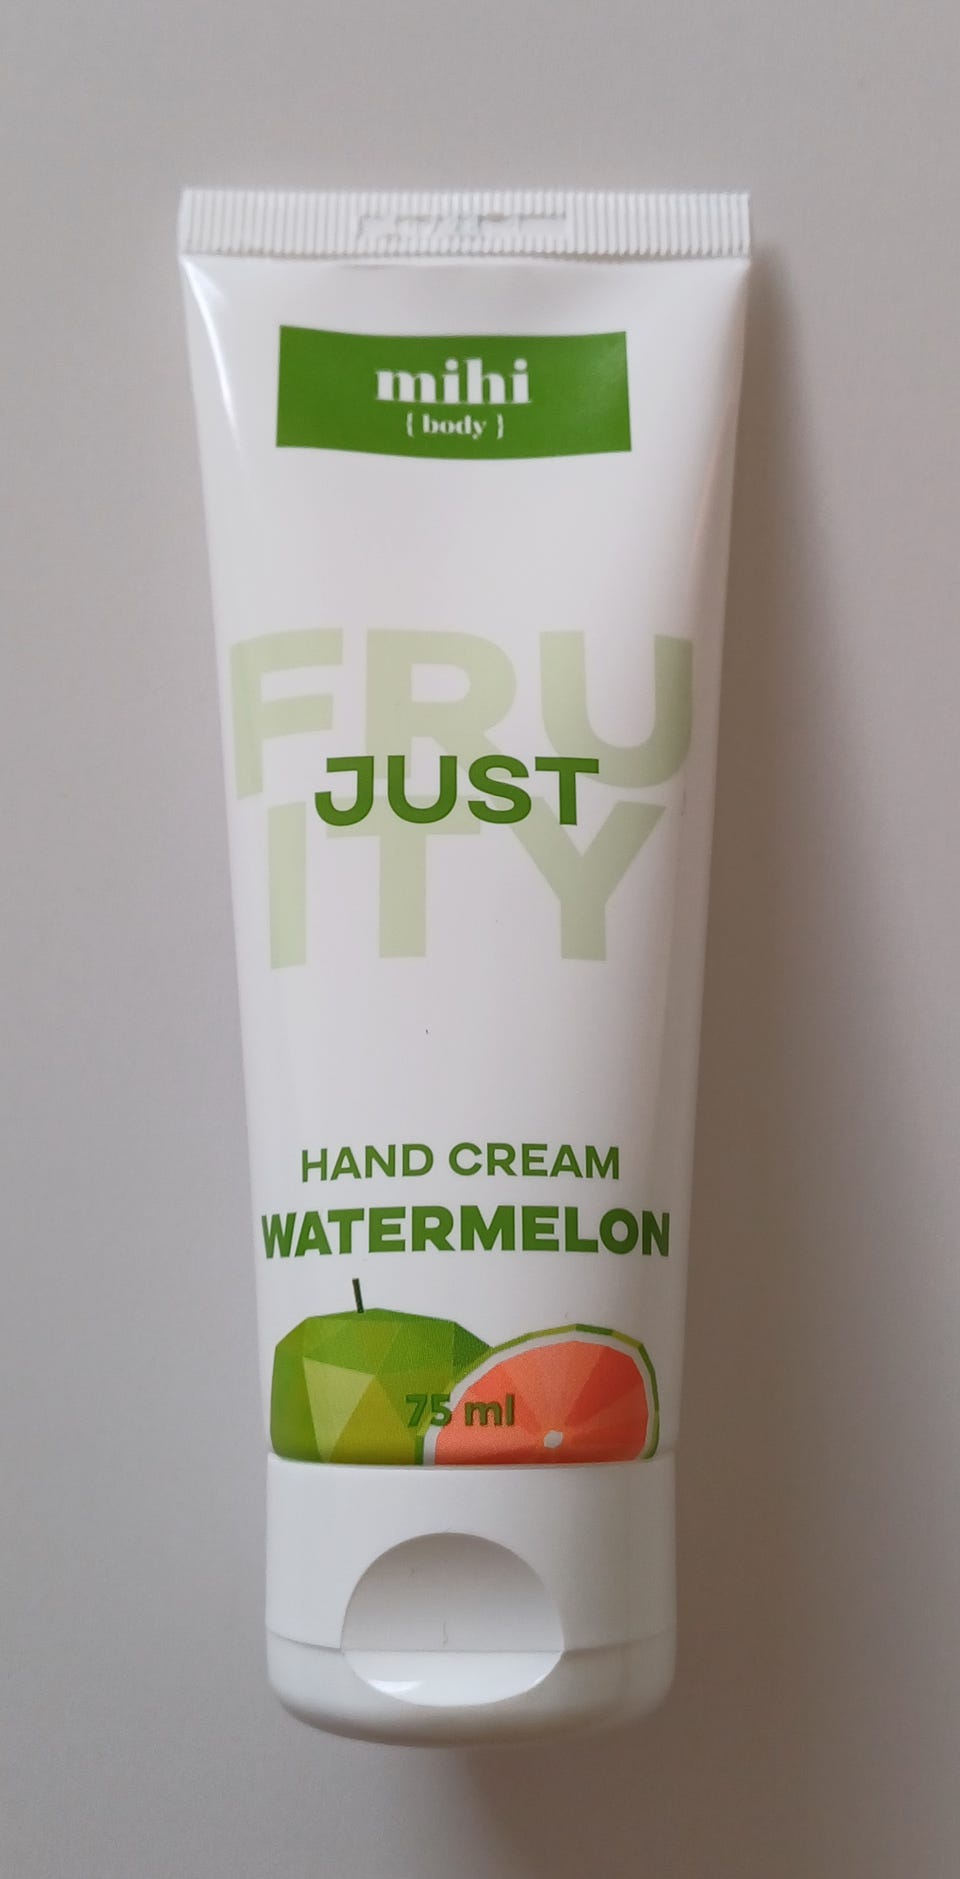 mihi
{ body }
FRU
JUST
ITY
HAND CREAM
WATERMELON
75 ml